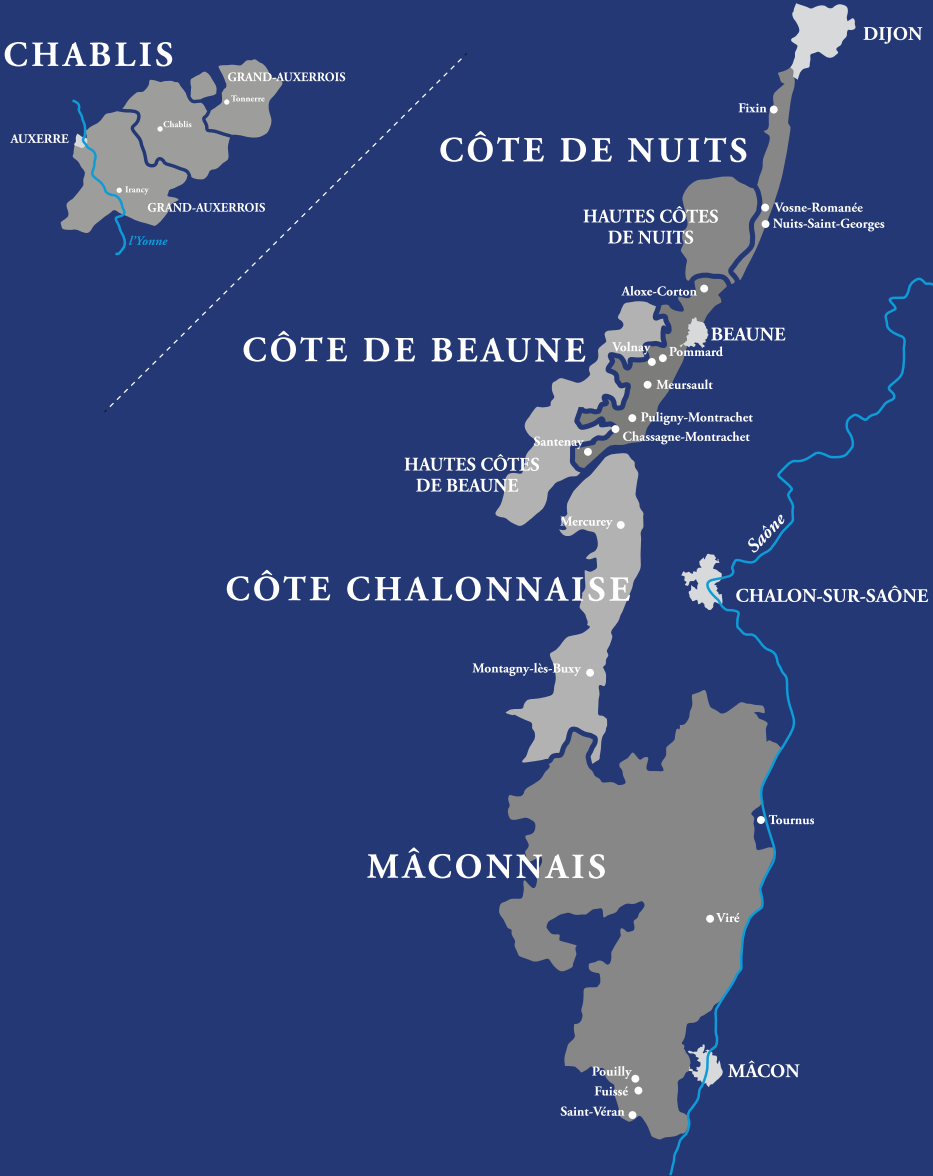 DIJON
CHABLIS
GRAND-AUXERROIS
Tonnerre
Fixin
Chablis
AUXERRE
CÔTE DE NUITS
Irancy
GRAND-AUXERROIS
Vosne-Romanée
HAUTES CÔTES
DE NUITS
Nuits-Saint-Georges
l'Yonne
Aloxe-Corton
BEAUNE
CÔTE DE BEAUNE
Volnay
Pommard
Meursault
Puligny-Montrachet
Chassagne-Montrachet
Santenay
HAUTES CÔTES
DE BEAUNE
Mercurey
Saône
CÔTE CHALONNAISE
CHALON-SUR-SAÔNE
Montagny-lès-Buxy
Tournus
MÂCONNAIS
Viré
Pouilly
MÂCON
Fuissé
Saint-Véran